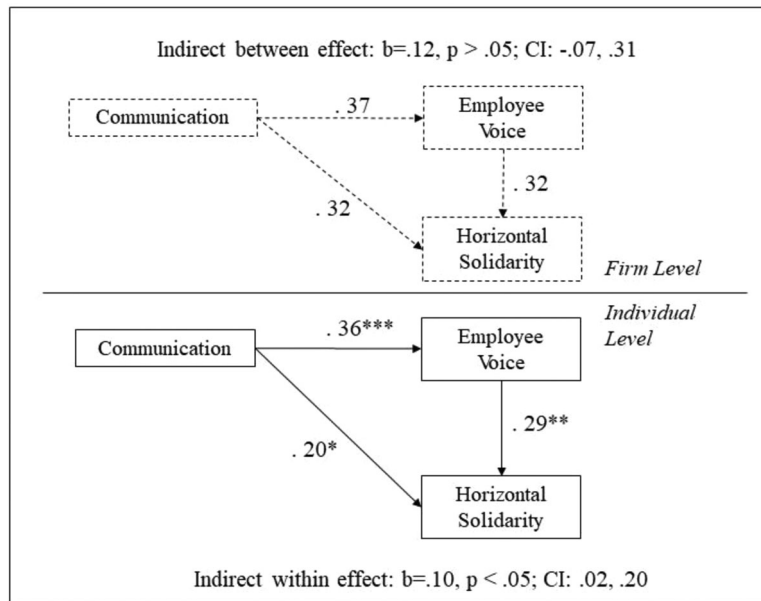 Indirect between effect: b=.12, p > .05; CI: -.07, .31
Communication
. 37
Employee
Voice
. 32
. 32
Horizontal
Solidarity
Firm Level
Individual
Level
Communication
. 36***
Employee
Voice
. 20*
. 29**
Horizontal
Solidarity
Indirect within effect: b=.10, p < .05; CI: .02, .20